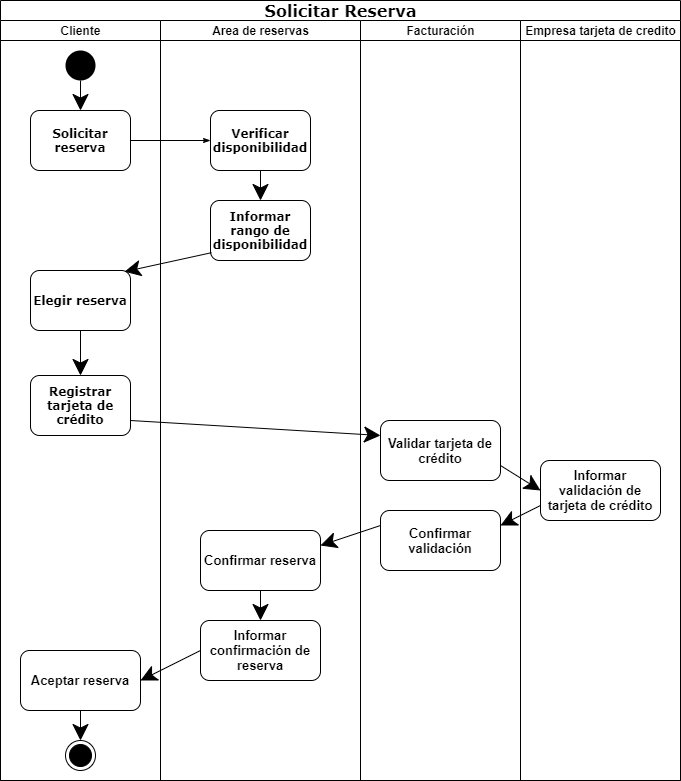 Solicitar Reserva
Cliente
Area de reservas
Facturación
Empresa tarjeta de credito
Solicitar
reserva
Verificar
disponibilidad
Informar
rango de
disponibilidad
Elegir reserva
Registrar
tarjeta de
crédito
Validar tarjeta de
crédito
Informar
validación de
tarjeta de crédito
Confirmar
validación
Confirmar reserva
Informar
confirmación de
reserva
Aceptar reserva